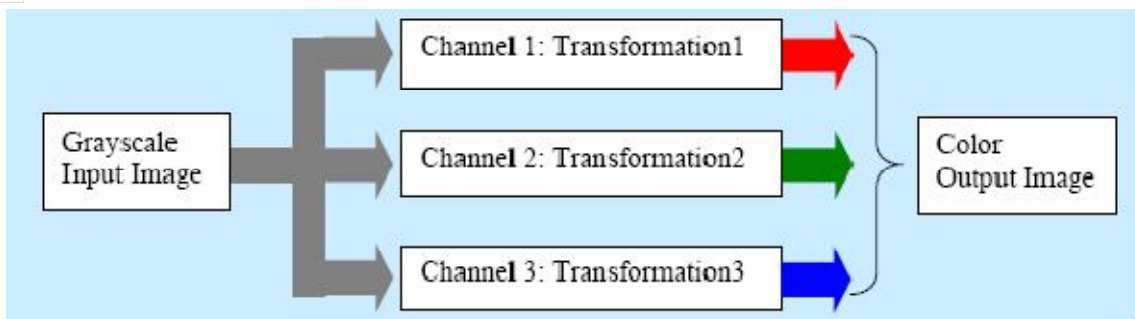 Grayscale
Input Image
Channel 1: Transformation1
Channel 2: Transformation2
Channel 3: Transformation3
Color
Output Image